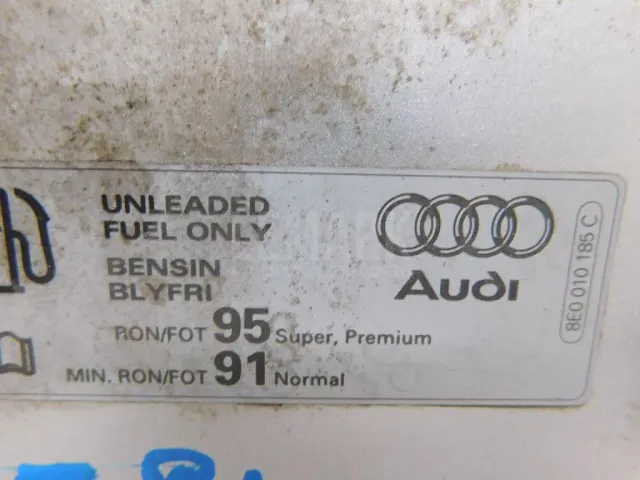 UNLEADED
FUEL ONLY
BENSIN
BLYFRI
RON/FOT 95 Super, Premium
MIN. RON/FOT 91 Normal
Audi
8E0 010 185 C